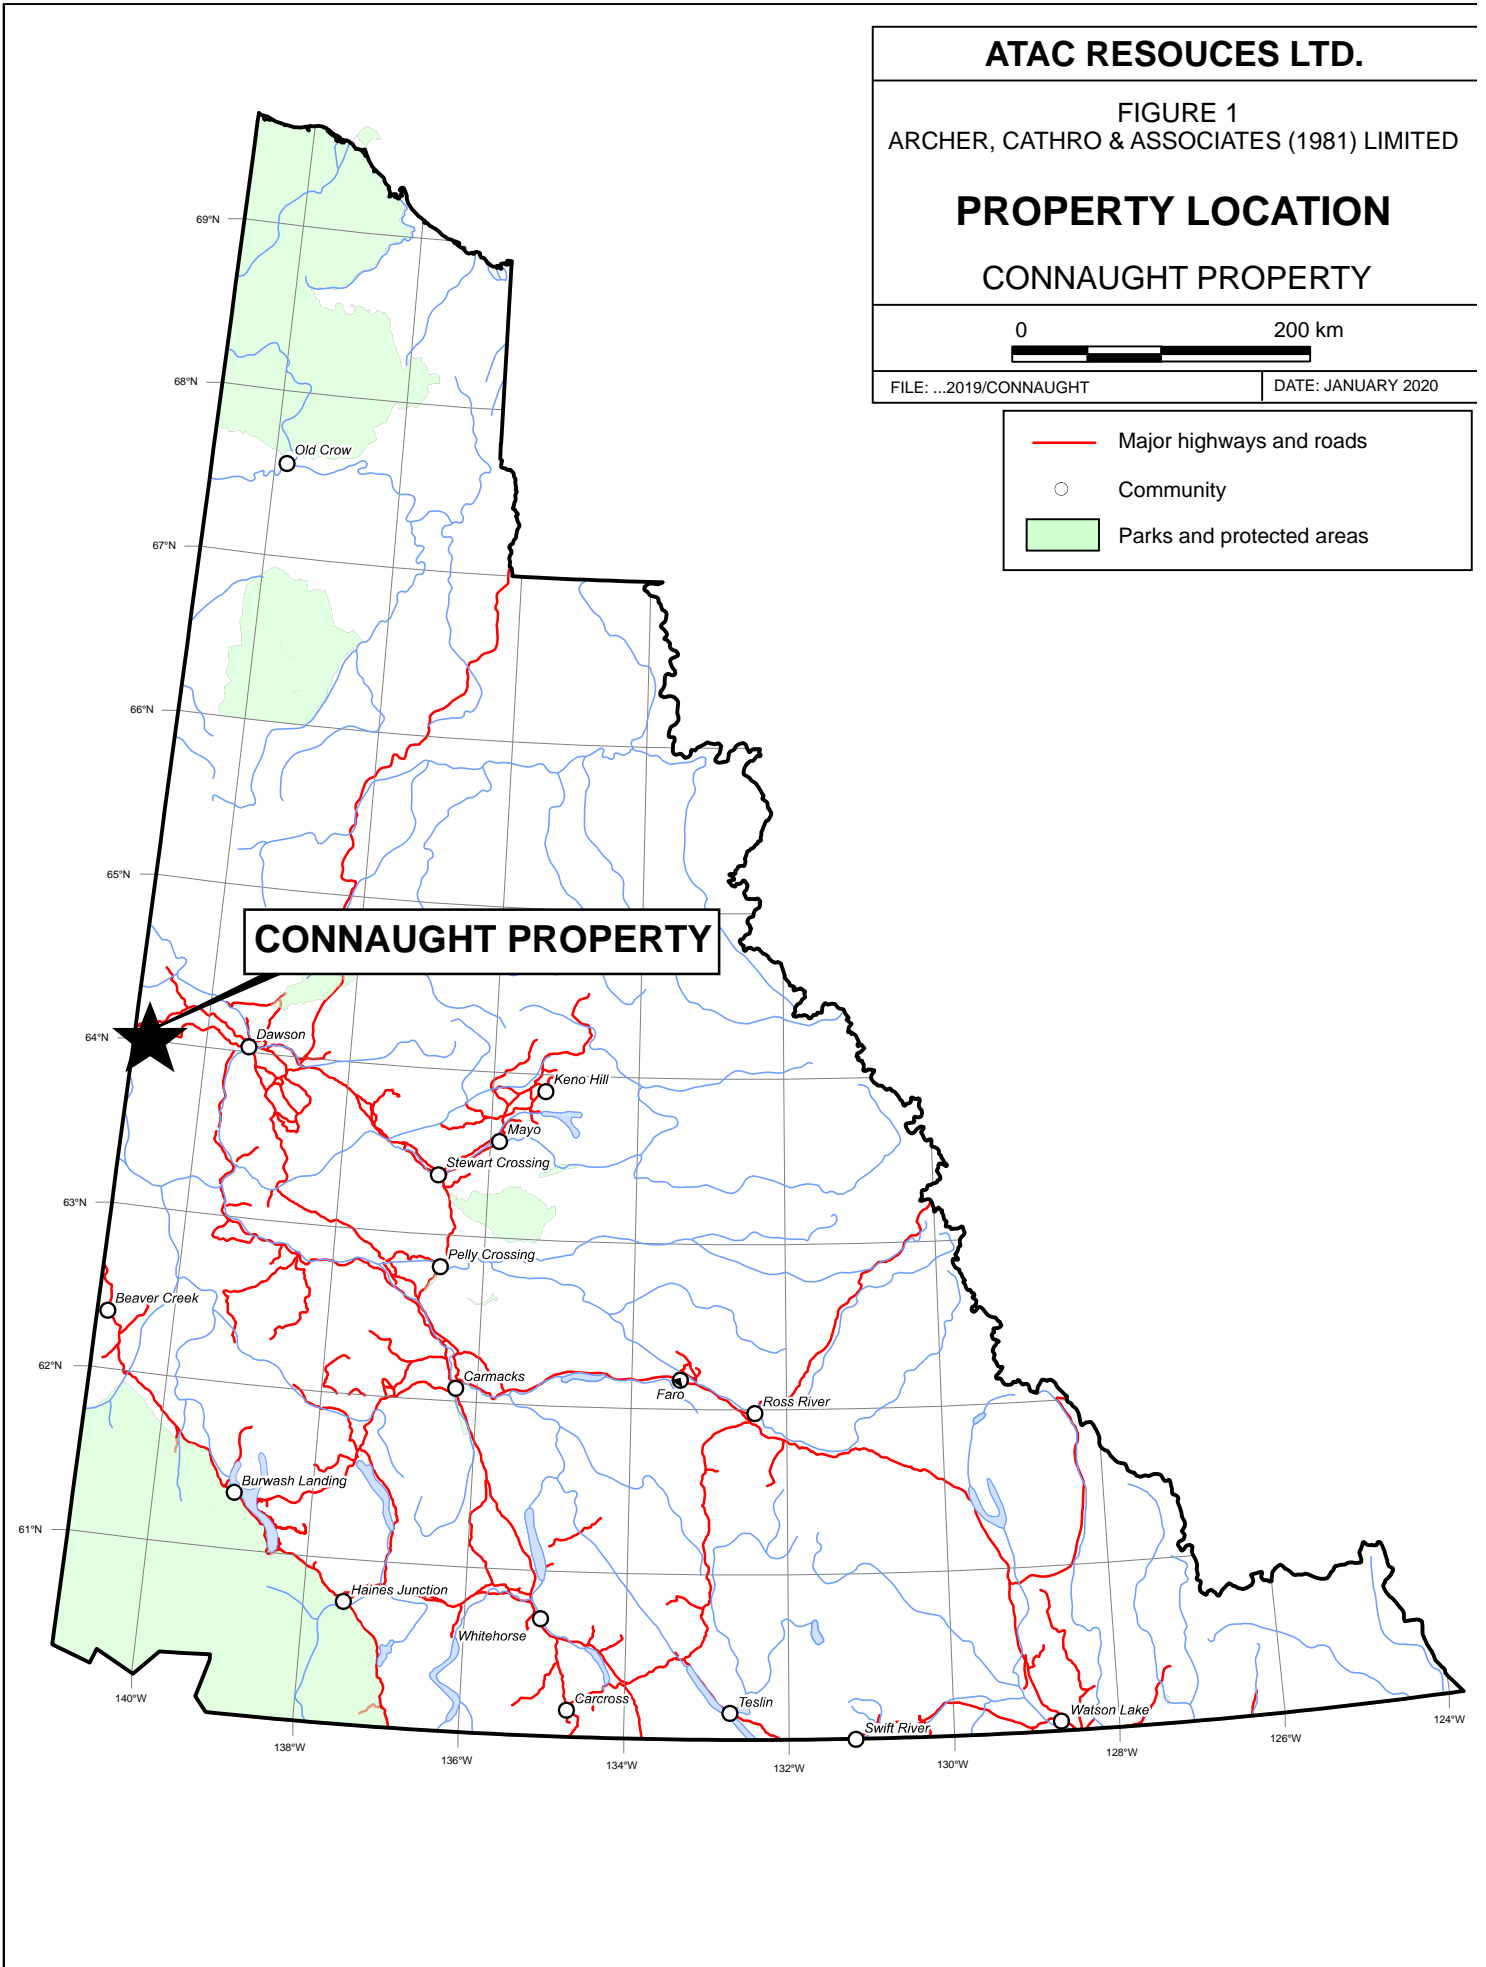 ATAC RESOUCES LTD.
FIGURE 1
ARCHER, CATHRO & ASSOCIATES (1981) LIMITED
PROPERTY LOCATION
CONNAUGHT PROPERTY
0 200 km
FILE: ...2019/CONNAUGHT DATE: JANUARY 2020
Major highways and roads
Community
Parks and protected areas
69°N
68°N
Old Crow
67°N
66°N
65°N
CONNAUGHT PROPERTY
64°N
Dawson
Keno Hill
Mayo
Stewart Crossing
63°N
Pelly Crossing
Beaver Creek
62°N
Carmacks
Faro
Ross River
Burwash Landing
61°N
Haines Junction
Whitehorse
Carcross
Teslin
Swift River
Watson Lake
140°W
138°W
136°W
134°W
132°W
130°W
128°W
126°W
124°W